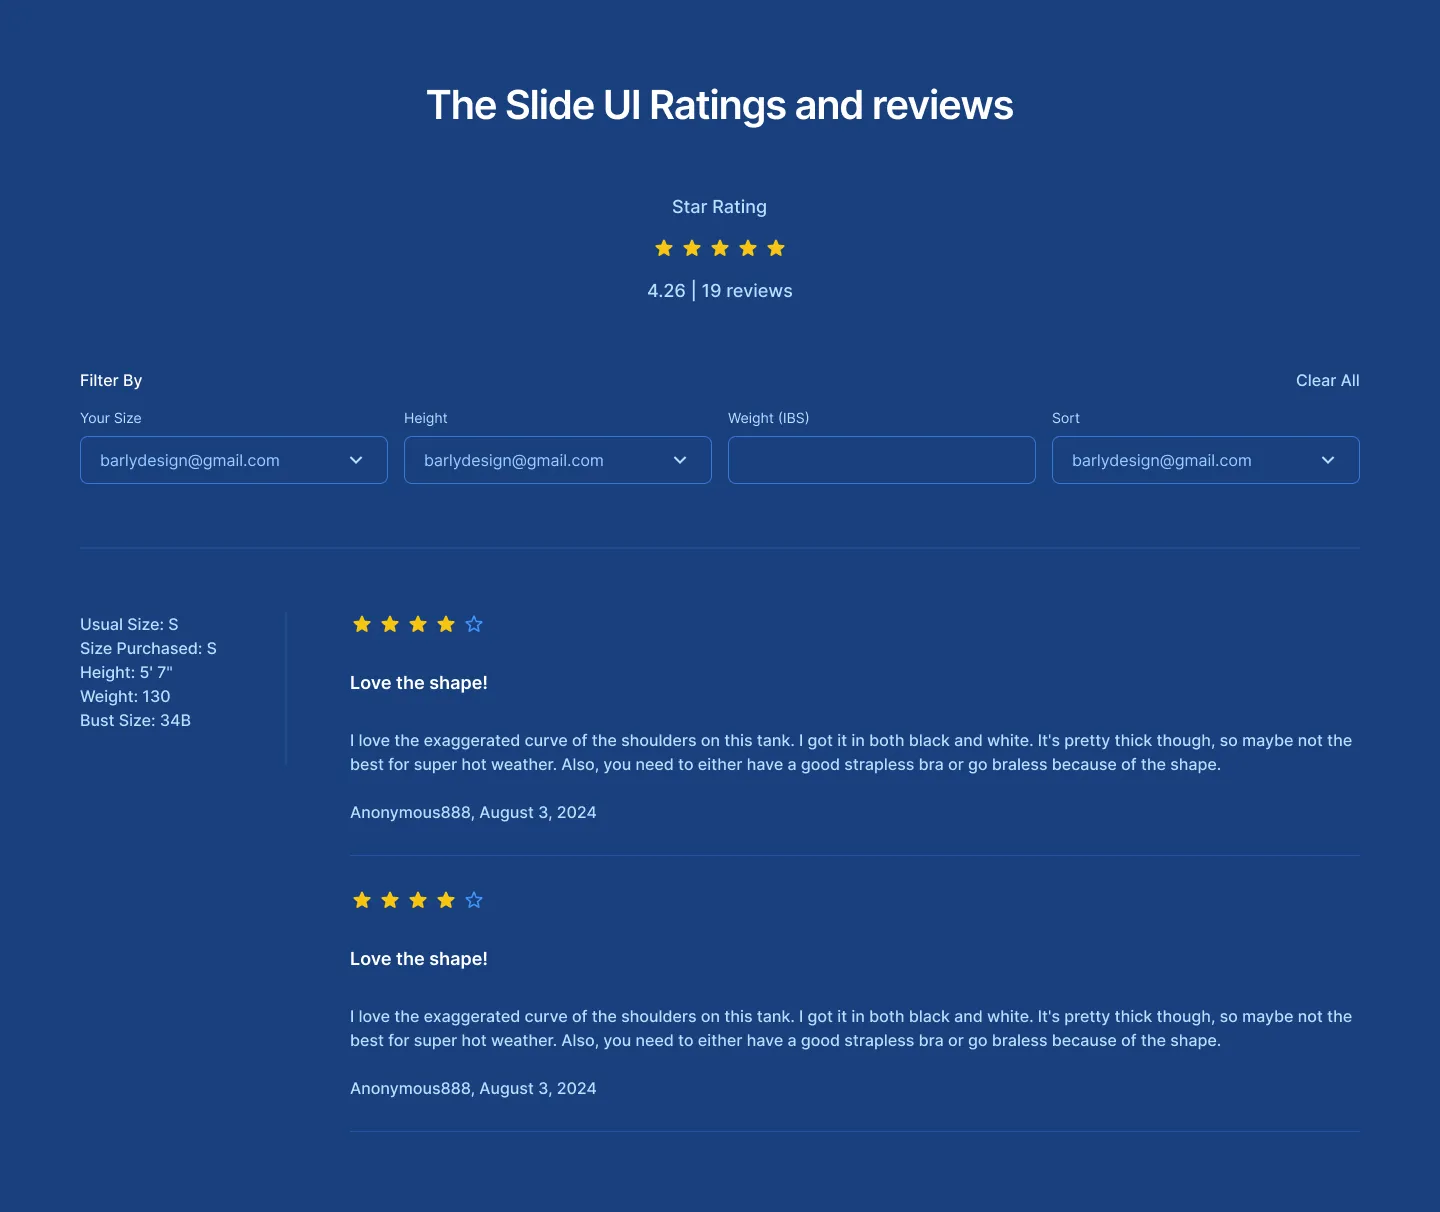 The Slide UI Ratings and reviews
Star Rating
4.26 | 19 reviews
Filter By
Clear All
Your Size
Height
Weight (IBS)
Sort
barlydesign@gmail.com
barlydesign@gmail.com
barlydesign@gmail.com
Usual Size: S
Size Purchased: S
Height: 5' 7"
Weight: 130
Bust Size: 34B
Love the shape!
I love the exaggerated curve of the shoulders on this tank. I got it in both black and white. It's pretty thick though, so maybe not the
best for super hot weather. Also, you need to either have a good strapless bra or go braless because of the shape.
Anonymous888, August 3, 2024
Love the shape!
I love the exaggerated curve of the shoulders on this tank. I got it in both black and white. It's pretty thick though, so maybe not the
best for super hot weather. Also, you need to either have a good strapless bra or go braless because of the shape.
Anonymous888, August 3, 2024